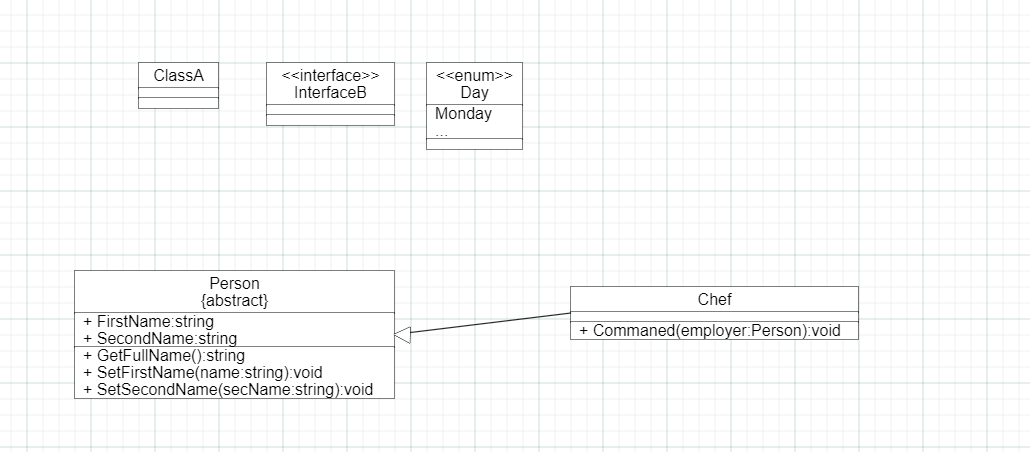 ClassA
<<interface>>
InterfaceB
<<enum>>
Day
Monday
...
Person
{abstract}
+ FirstName:string
+ SecondName:string
+ GetFullName():string
+ SetFirstName(name:string):void
+ SetSecondName(secName:string):void
Chef
+ Commaned(employer:Person):void